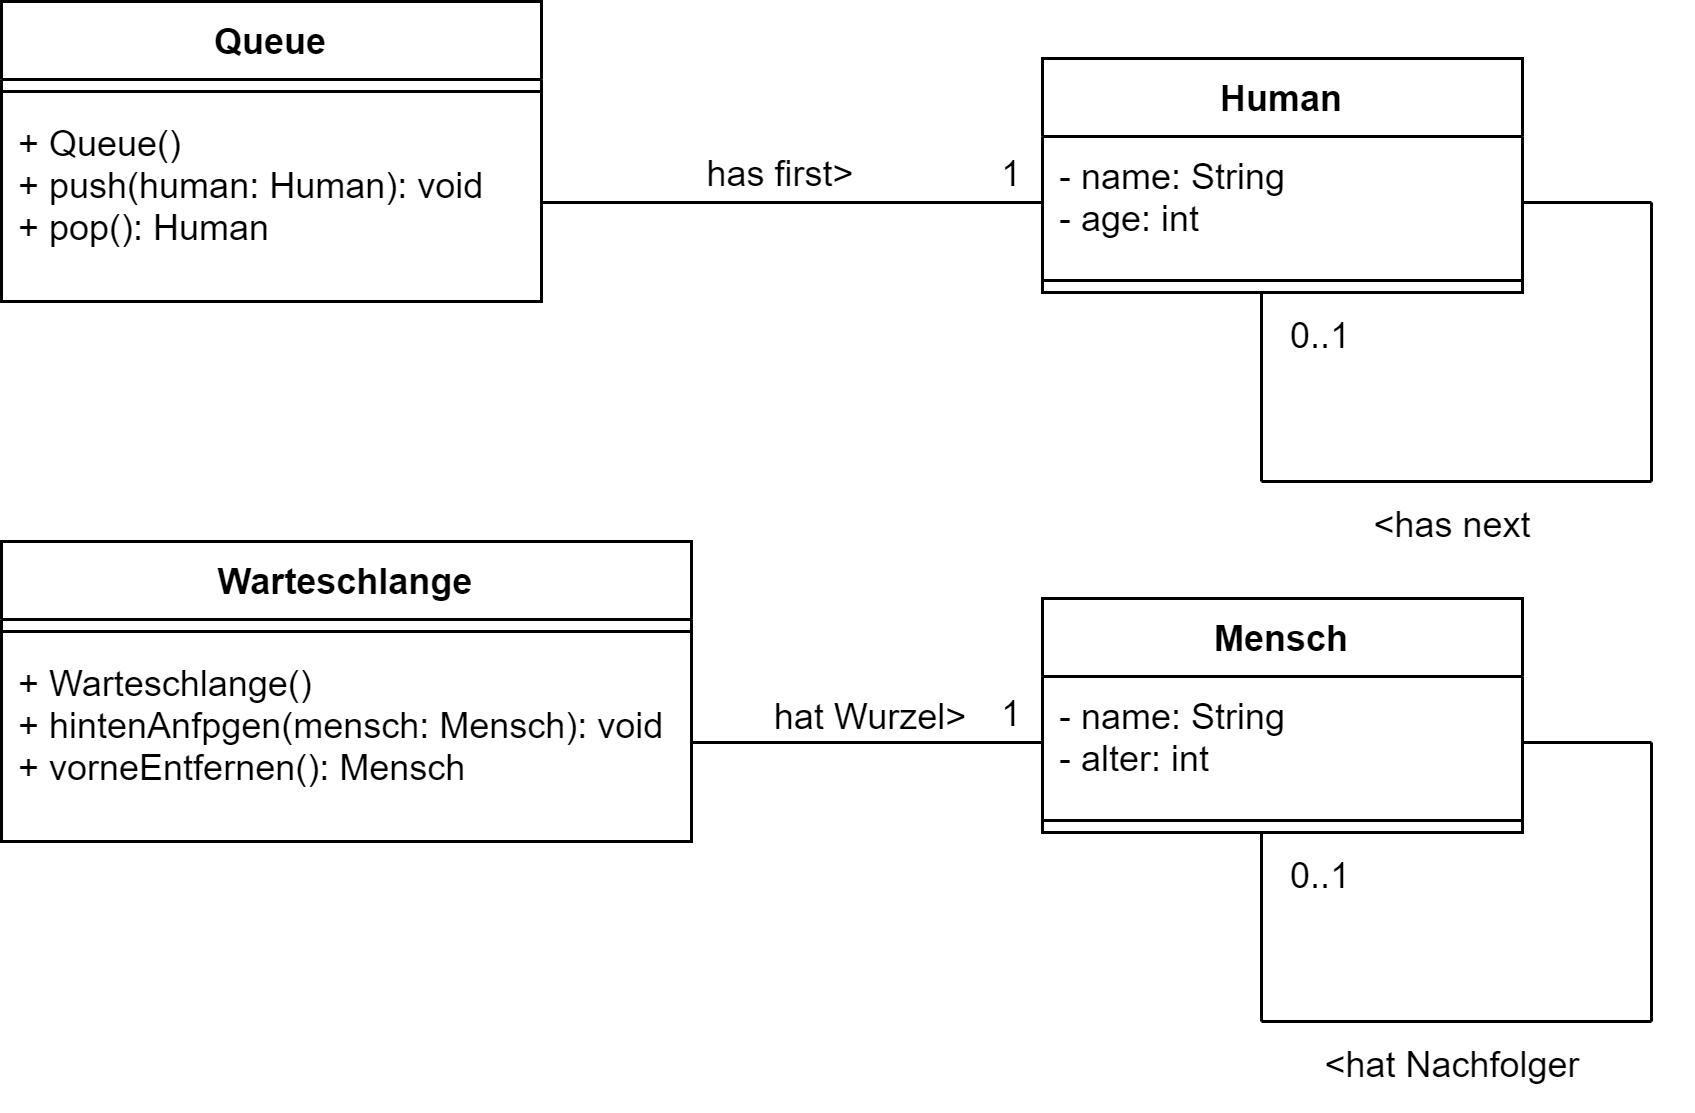 Queue
+ Queue()
+ push(human: Human): void
+ pop(): Human
has first>
1
Human
- name: String
- age: int
0..1
<has next
Warteschlange
+ Warteschlange()
+ hintenAnfpgen(mensch: Mensch): void
+ vorneEntfernen(): Mensch
hat Wurzel>
1
Mensch
- name: String
- alter: int
0..1
<hat Nachfolger